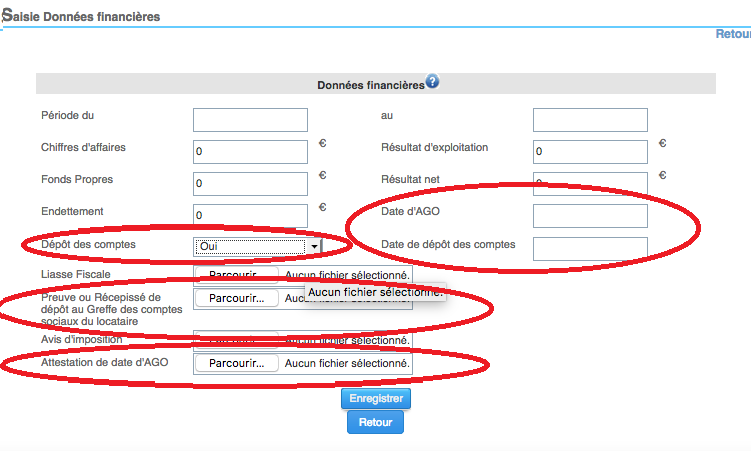 Saisie Données financières
Retour
Données financières ?
Période du au
Chiffres d'affaires 0 € Résultat d'exploitation 0 €
Fonds Propres 0 € Résultat net 0 €
Endettement 0 € Date d'AGO
Dépôt des comptes Oui Date de dépôt des comptes
Liasse Fiscale Parcourir... Aucun fichier sélectionné.
Preuve ou Récepissé de
dépôt au Greffe des comptes
sociaux du locataire
Parcourir... Aucun fichier sélectionné.
Aucun fichier sélectionné.
Avis d'imposition Parcourir... Aucun fichier sélectionné.
Attestation de date d'AGO Parcourir... Aucun fichier sélectionné.
Enregistrer
Retour